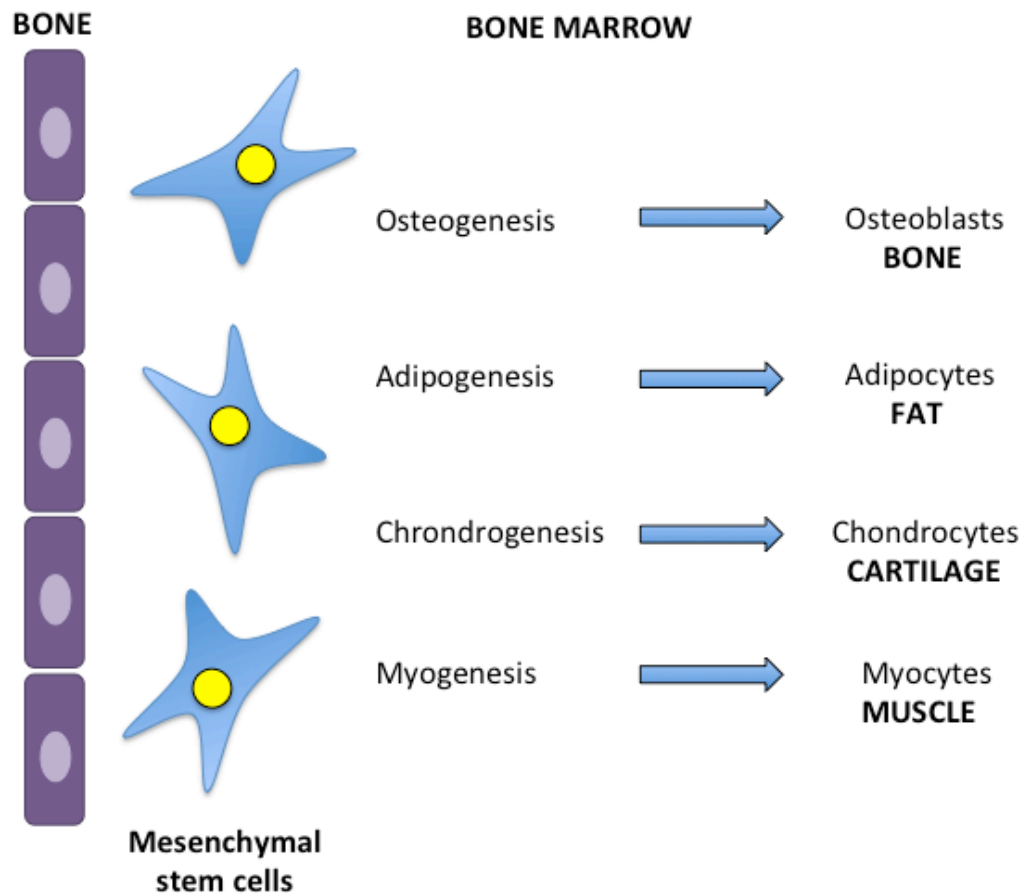 BONE
BONE MARROW
Osteogenesis
Osteoblasts
BONE
Adipogenesis
Adipocytes
FAT
Chrondrogenesis
Chondrocytes
CARTILAGE
Myogenesis
Myocytes
MUSCLE
Mesenchymal
stem cells